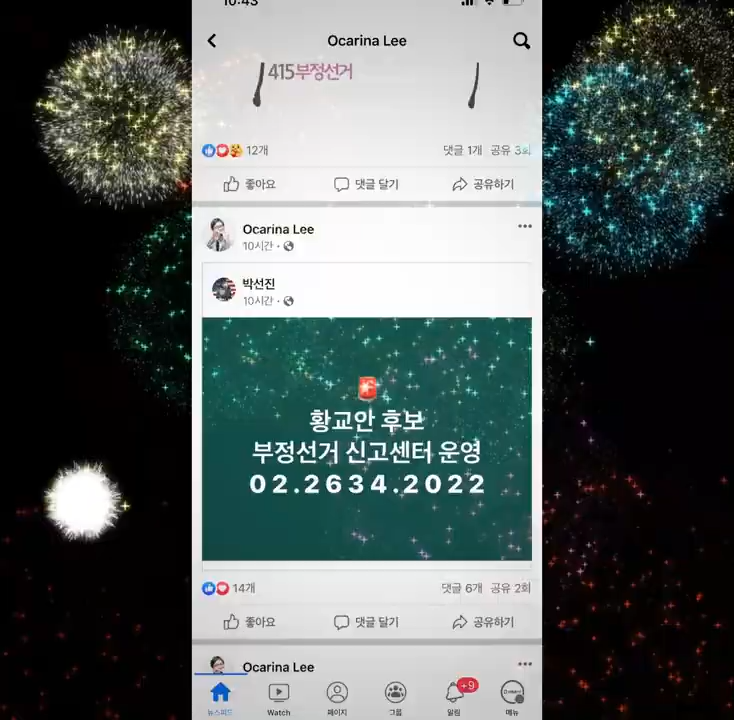 10:43
Ocarina Lee
415부정선거
12개
댓글 1개 공유 3회
좋아요 댓글 달기 공유하기
Ocarina Lee
10시간
박선진
10시간
황교안 후보
부정선거 신고센터 운영
02.2634.2022
14개
댓글 6개 공유 2회
좋아요 댓글 달기 공유하기
Ocarina Lee
+9
뉴스피드 Watch 페이지 그룹 알림 메뉴